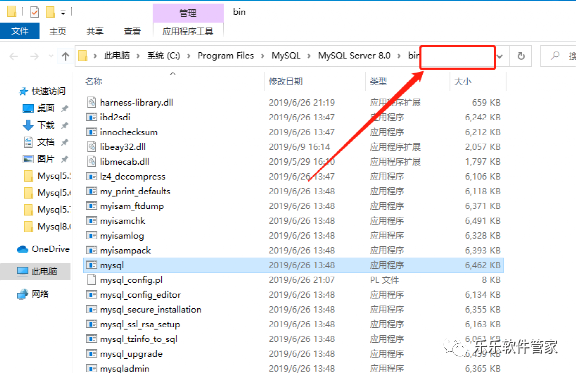 管理
bin
文件
主页
共享
查看
应用程序工具
此电脑 › 系统 (C:) › Program Files › MySQL › MySQL Server 8.0 › bin
名称 修改日期 类型 大小
快速访问
桌面
下载
文档
图片
Mysql5.
Mysql5.
Mysql5.
Mysql8.
OneDrive
此电脑
网络
harness-library.dll 2019/6/26 21:19 应用程序扩展 659 KB
ibd2sdi 2019/6/26 13:47 应用程序 6,242 KB
innochecksum 2019/6/26 13:47 应用程序 6,212 KB
libeay32.dll 2019/6/9 16:14 应用程序扩展 2,057 KB
libmecab.dll 2019/5/29 16:10 应用程序扩展 1,797 KB
lz4_decompress 2019/6/26 13:47 应用程序 6,106 KB
my_print_defaults 2019/6/26 13:48 应用程序 6,118 KB
myisam_ftdump 2019/6/26 13:48 应用程序 6,371 KB
myisamchk 2019/6/26 13:48 应用程序 6,491 KB
myisamlog 2019/6/26 13:48 应用程序 6,328 KB
myisampack 2019/6/26 13:48 应用程序 6,393 KB
mysql 2019/6/26 13:48 应用程序 6,462 KB
mysql_config.pl 2019/6/26 21:07 PL 文件 8 KB
mysql_config_editor 2019/6/26 13:48 应用程序 6,134 KB
mysql_secure_installation 2019/6/26 13:48 应用程序 6,355 KB
mysql_ssl_rsa_setup 2019/6/26 13:48 应用程序 6,163 KB
mysql_tzinfo_to_sql 2019/6/26 13:48 应用程序 KB
mysql_upgrade 2019/6/26 13:48 应用程序 KB
mysqladmin 2019/6/26 13:48 应用程序 6,365 KB
乐乐软件管家